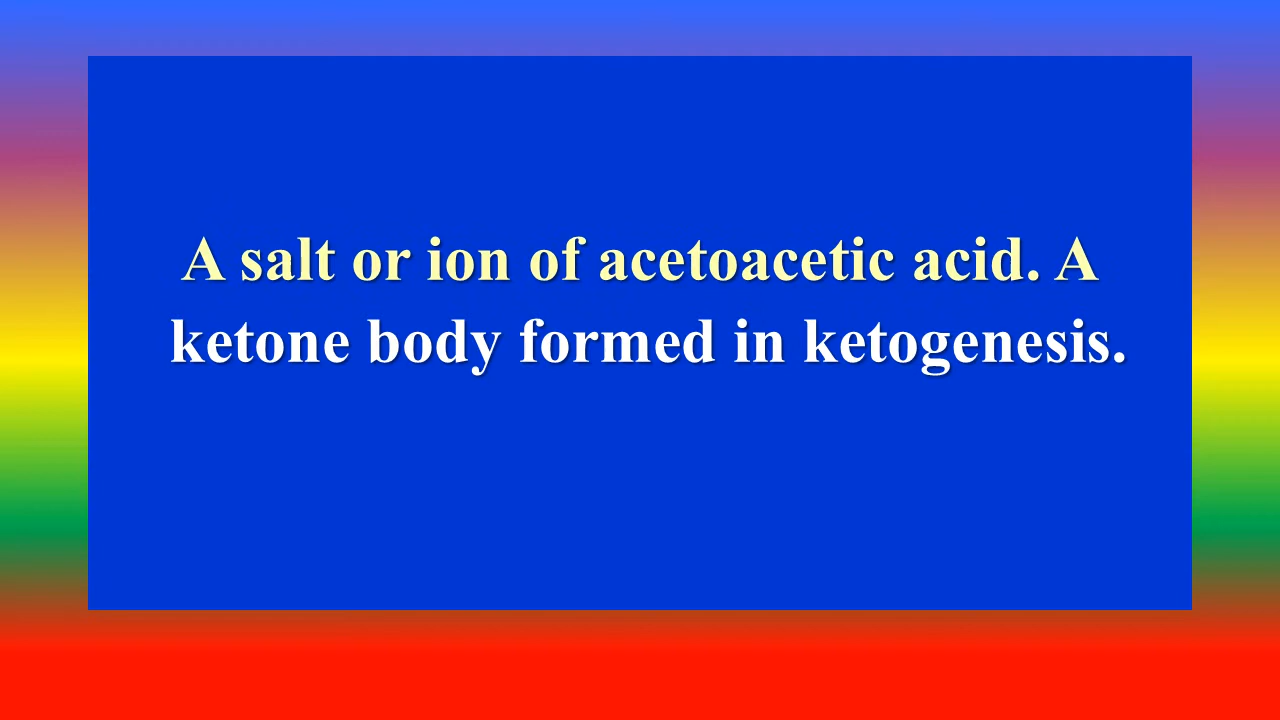 A salt or ion of acetoacetic acid. A
ketone body formed in ketogenesis.